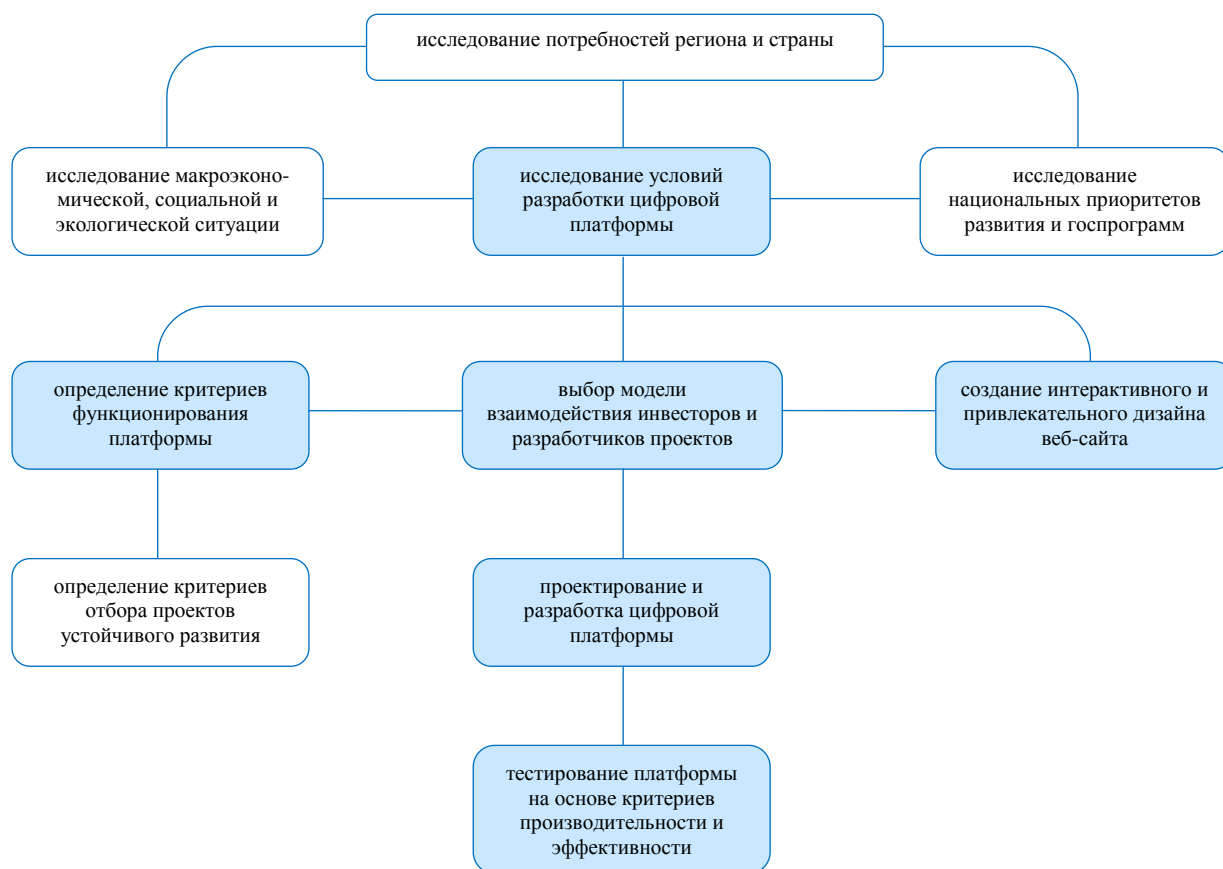 исследование потребностей региона и страны
исследование макроэконо-
мической, социальной и
экологической ситуации
исследование условий
разработки цифровой
платформы
исследование
национальных приоритетов
развития и госпрограмм
определение критериев
функционирования
платформы
выбор модели
взаимодействия инвесторов и
разработчиков проектов
создание интерактивного и
привлекательного дизайна
веб-сайта
определение критериев
отбора проектов
устойчивого развития
проектирование и
разработка цифровой
платформы
тестирование платформы
на основе критериев
производительности и
эффективности